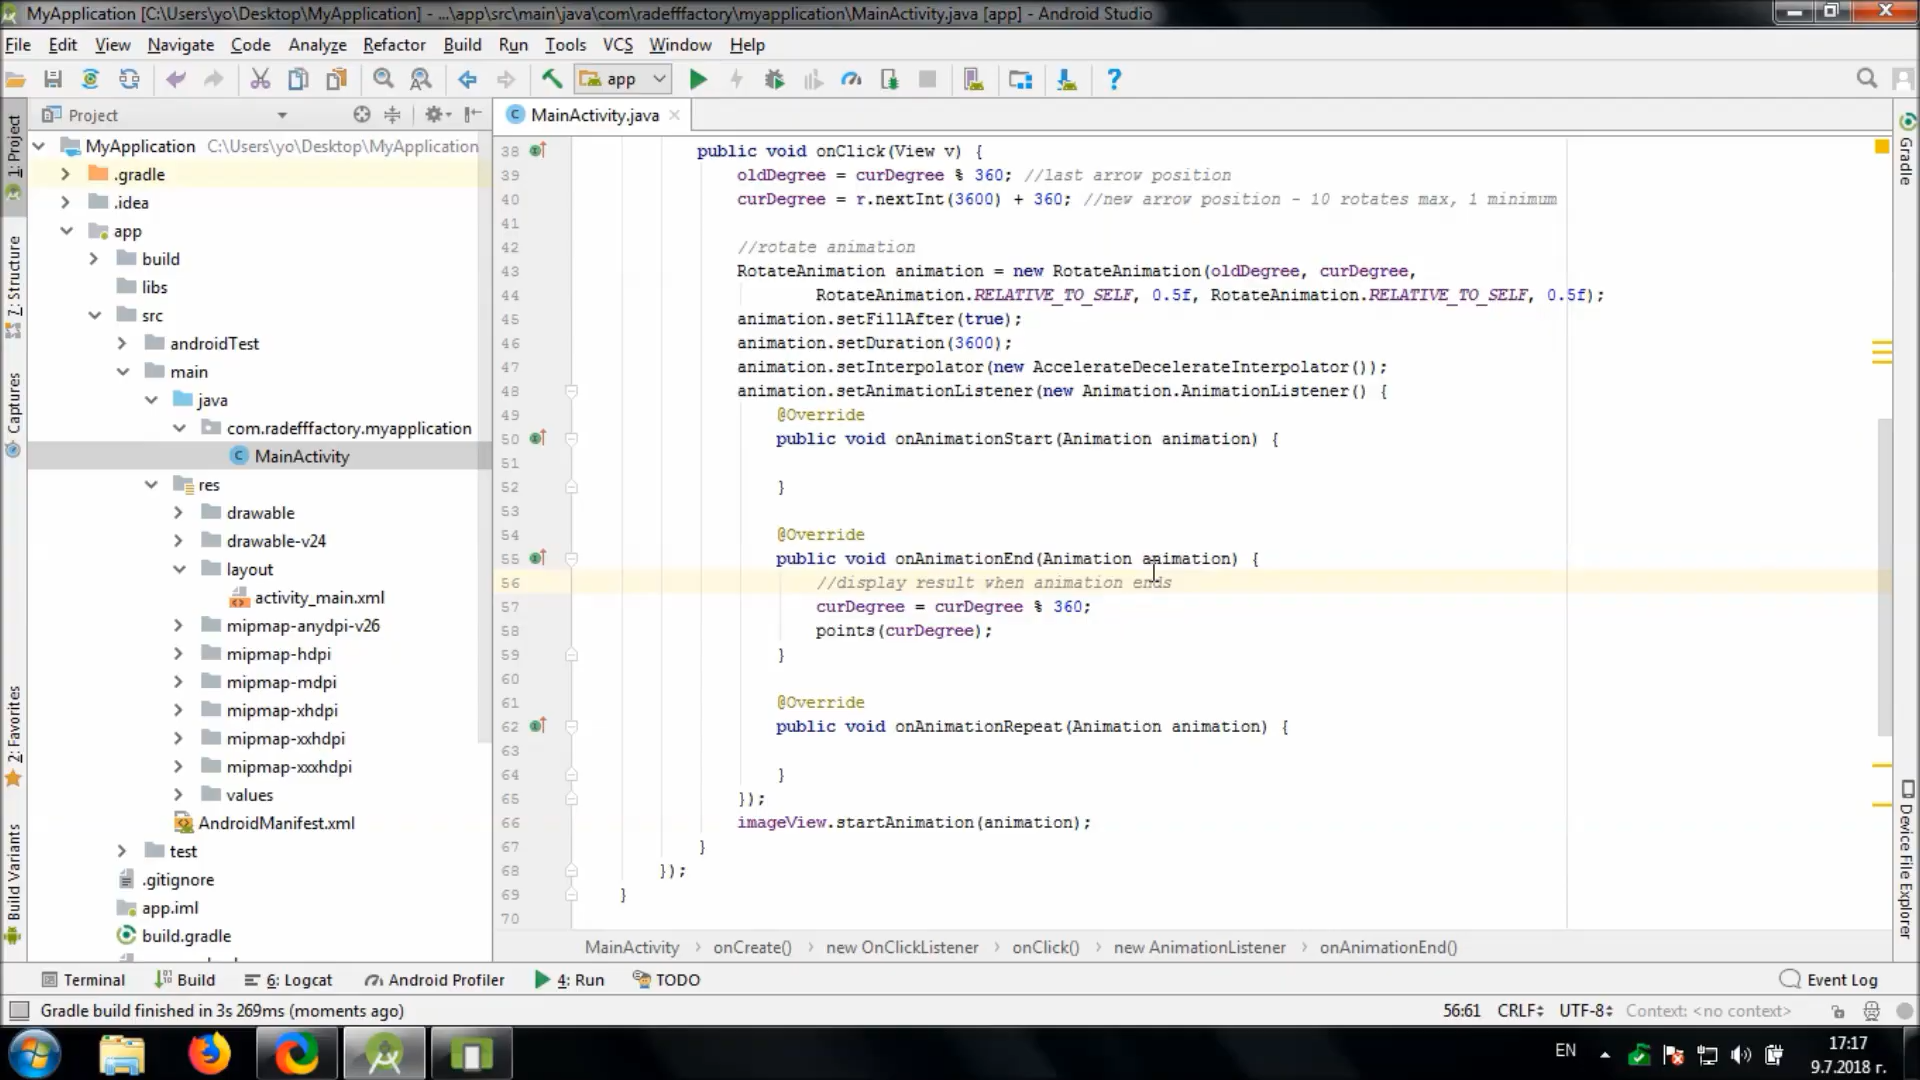 MyApplication [C:\Users\yo\Desktop\MyApplication] - ...\app\src\main\java\com\radefffactory\myapplication\MainActivity.java [app] - Android Studio
File Edit View Navigate Code Analyze Refactor Build Run Tools VCS Window Help
app
Project
MainActivity.java
1: Project
7: Structure
Captures
2: Favorites
Build Variants
MyApplication C:\Users\yo\Desktop\MyApplication
.gradle
.idea
app
build
libs
src
androidTest
main
java
com.radefffactory.myapplication
MainActivity
res
drawable
drawable-v24
layout
activity_main.xml
mipmap-anydpi-v26
mipmap-hdpi
mipmap-mdpi
mipmap-xhdpi
mipmap-xxhdpi
mipmap-xxxhdpi
values
AndroidManifest.xml
test
.gitignore
app.iml
build.gradle
38 public void onClick(View v) {
39 oldDegree = curDegree % 360; //last arrow position
40 curDegree = r.nextInt(3600) + 360; //new arrow position - 10 rotates max, 1 minimum
41
42 //rotate animation
43 RotateAnimation animation = new RotateAnimation(oldDegree, curDegree,
44 RotateAnimation.RELATIVE_TO_SELF, 0.5f, RotateAnimation.RELATIVE_TO_SELF, 0.5f);
45 animation.setFillAfter(true);
46 animation.setDuration(3600);
47 animation.setInterpolator(new AccelerateDecelerateInterpolator());
48 animation.setAnimationListener(new Animation.AnimationListener() {
49 @Override
50 public void onAnimationStart(Animation animation) {
51
52 }
53
54 @Override
55 public void onAnimationEnd(Animation animation) {
56 //display result when animation ends
57 curDegree = curDegree % 360;
58 points(curDegree);
59 }
60
61 @Override
62 public void onAnimationRepeat(Animation animation) {
63
64 }
65 });
66 imageView.startAnimation(animation);
67 }
68 });
69 }
70
MainActivity › onCreate() › new OnClickListener › onClick() › new AnimationListener › onAnimationEnd()
Gradle
Device File Explorer
Terminal Build 6: Logcat Android Profiler 4: Run TODO Event Log
Gradle build finished in 3s 269ms (moments ago) 56:61 CRLF UTF-8 Context: <no context>
EN 17:17
9.7.2018 г.